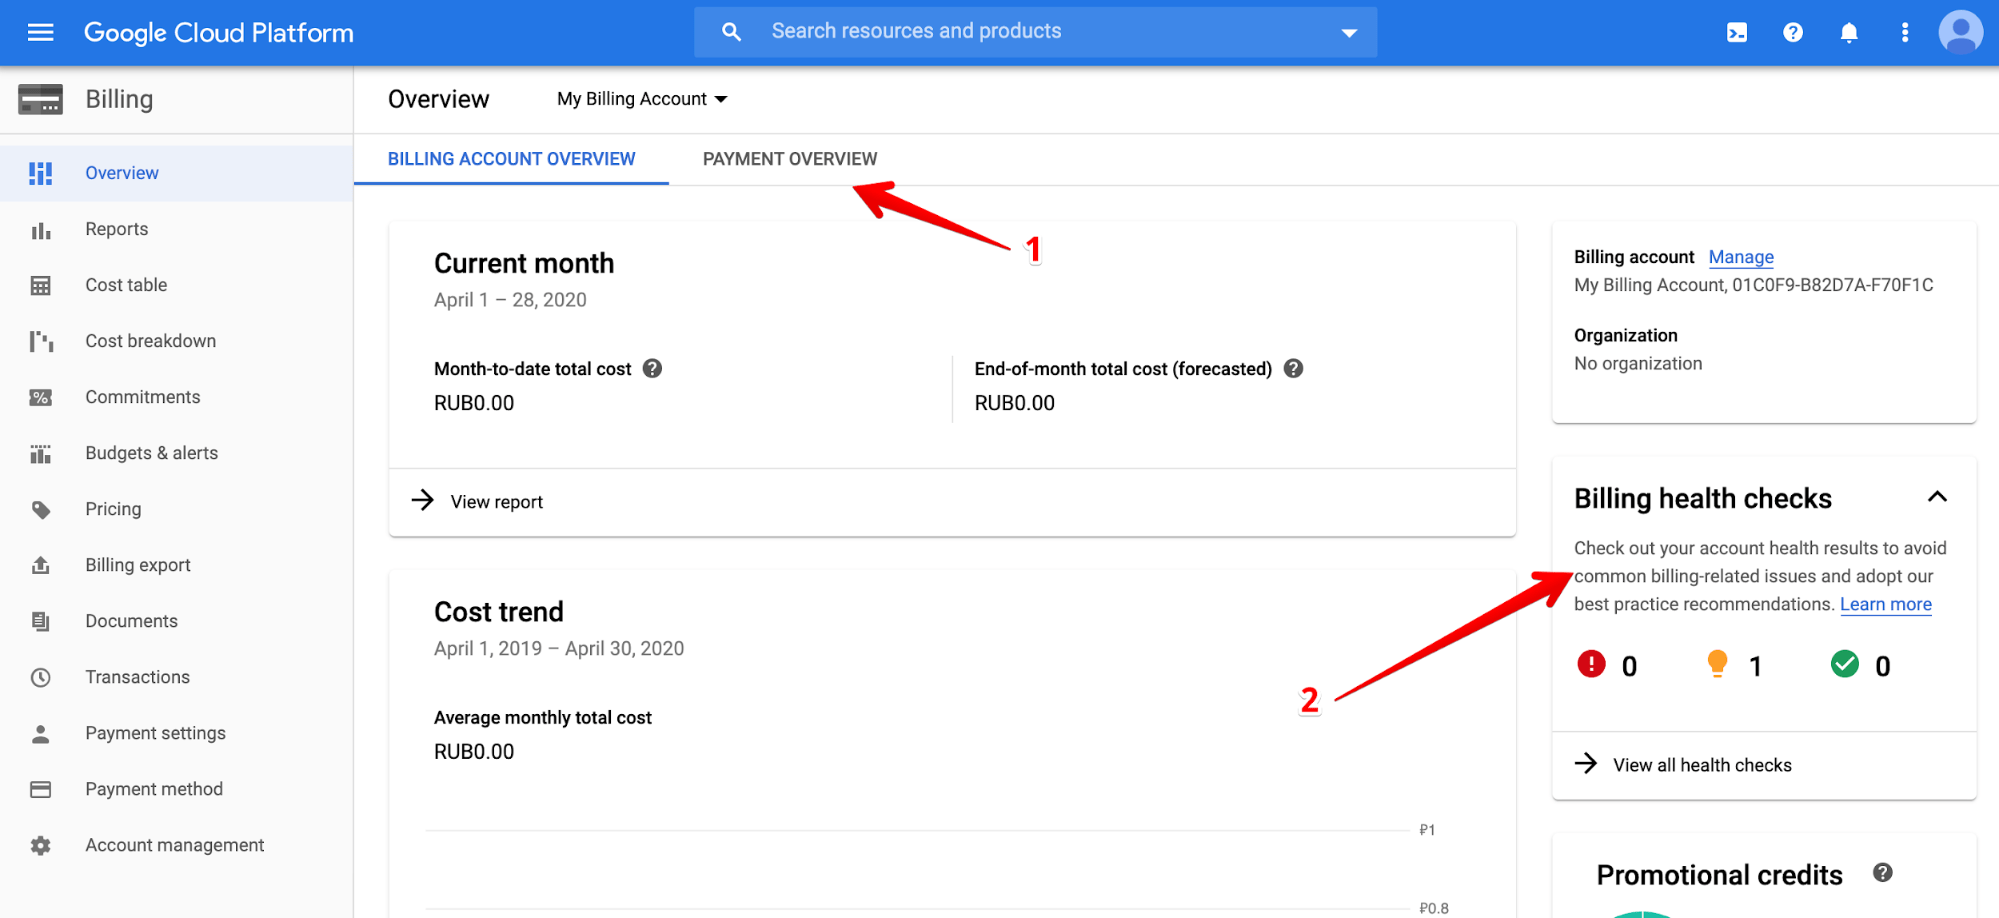 Google Cloud Platform
Search resources and products
Billing
Overview
Reports
Cost table
Cost breakdown
Commitments
Budgets & alerts
Pricing
Billing export
Documents
Transactions
Payment settings
Payment method
Account management
Overview
My Billing Account
BILLING ACCOUNT OVERVIEW
PAYMENT OVERVIEW
1
Current month
April 1 – 28, 2020
Month-to-date total cost
RUB0.00
End-of-month total cost (forecasted)
RUB0.00
View report
Cost trend
April 1, 2019 – April 30, 2020
Average monthly total cost
RUB0.00
₽1
₽0.8
2
Billing account Manage
My Billing Account, 01C0F9-B82D7A-F70F1C
Organization
No organization
Billing health checks
Check out your account health results to avoid
common billing-related issues and adopt our
best practice recommendations. Learn more
0 1 0
View all health checks
Promotional credits